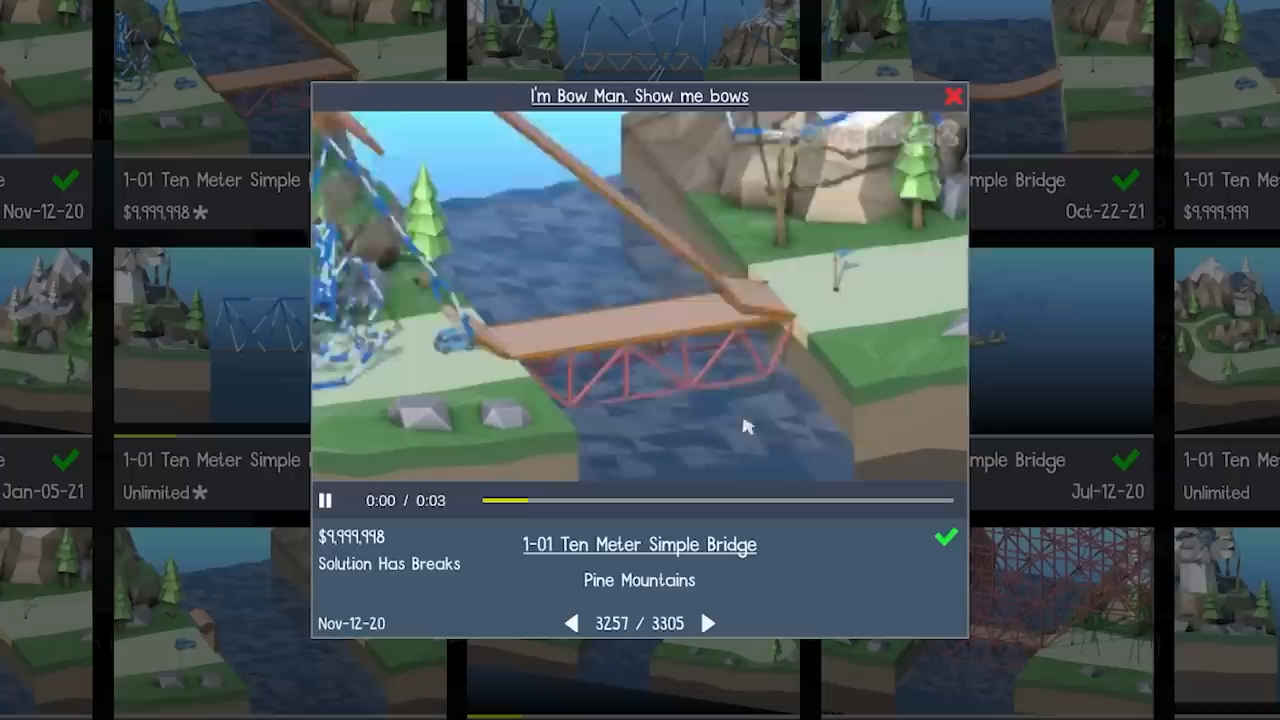 I'm Bow Man. Show me bows
e
1-01 Ten Meter Simple
mple Bridge
1-01 Ten Me
Nov-12-20
$9,999,998*
Oct-22-21
$9,999,999
e
1-01 Ten Meter Simple
mple Bridge
1-01 Ten Me
Jan-05-21
Unlimited*
Jul-12-20
Unlimited
0:00 / 0:03
$9,999,998
1-01 Ten Meter Simple Bridge
Solution Has Breaks
Pine Mountains
Nov-12-20
3257 / 3305